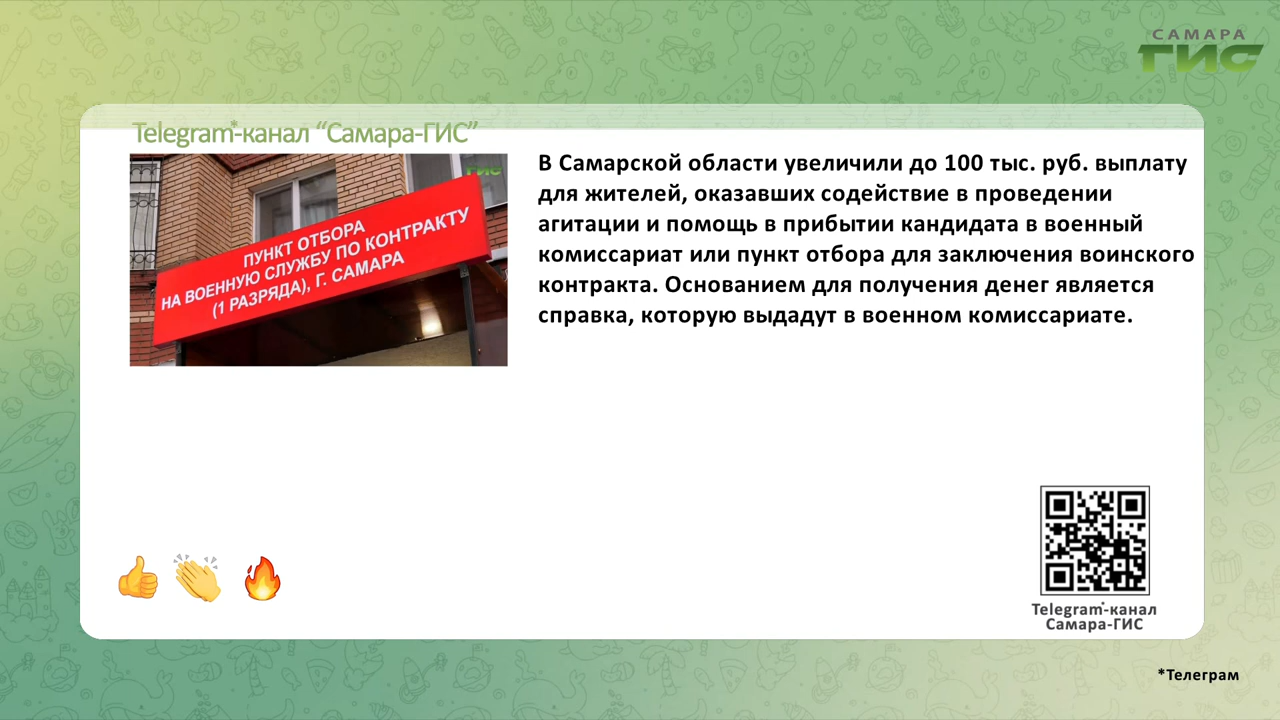 САМАРА
ГИС
Telegram*-канал “Самара-ГИС”
ГИС
ПУНКТ ОТБОРА
НА ВОЕННУЮ СЛУЖБУ ПО КОНТРАКТУ
(1 РАЗРЯДА), Г. САМАРА
В Самарской области увеличили до 100 тыс. руб. выплату
для жителей, оказавших содействие в проведении
агитации и помощь в прибытии кандидата в военный
комиссариат или пункт отбора для заключения воинского
контракта. Основанием для получения денег является
справка, которую выдадут в военном комиссариате.
Telegram*-канал
Самара-ГИС
*Телеграм